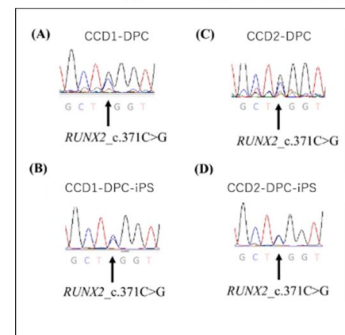 (A) CCD1-DPC
G C T G G T
RUNX2_c.371C>G
(C) CCD2-DPC
G C T G G T
RUNX2_c.371C>G
(B) CCD1-DPC-iPS
G C T G G T
RUNX2_c.371C>G
(D) CCD2-DPC-iPS
G C T G G T
RUNX2_c.371C>G